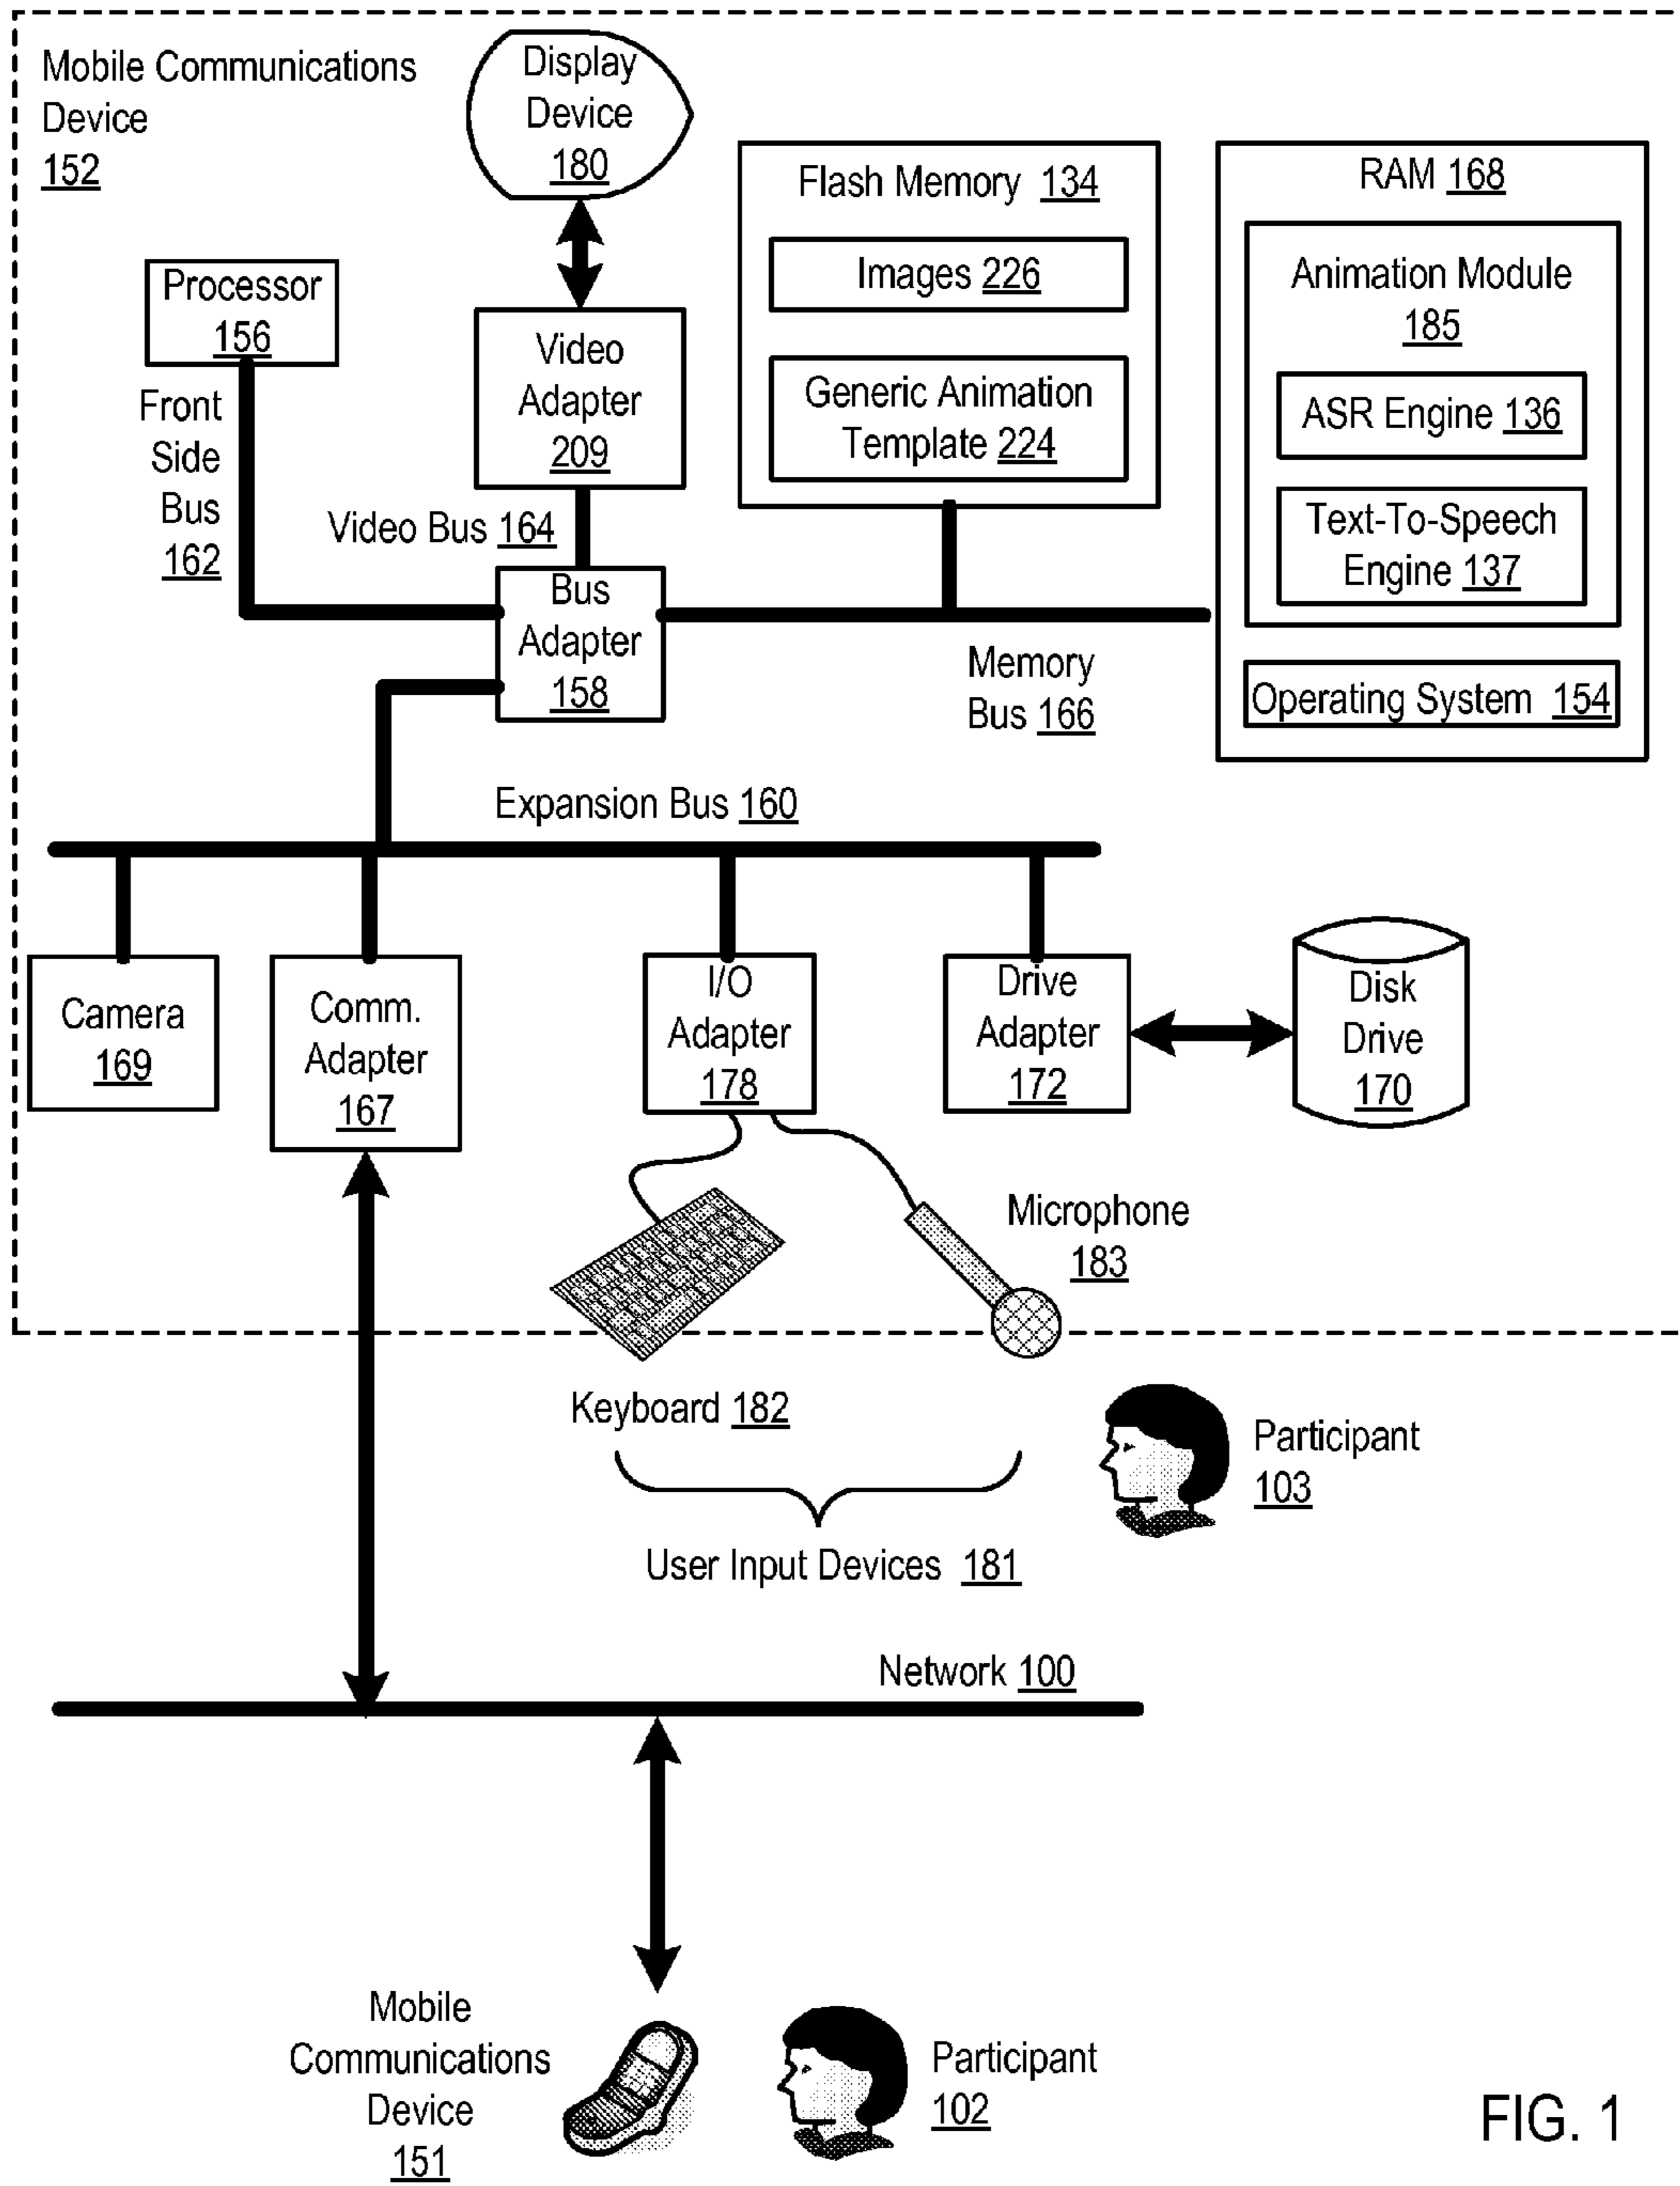 Mobile Communications
Device
152
Display
Device
180
Flash Memory 134
Images 226
Generic Animation
Template 224
RAM 168
Animation Module
185
ASR Engine 136
Text-To-Speech
Engine 137
Operating System 154
Processor
156
Front
Side
Bus
162
Video
Adapter
209
Video Bus 164
Bus
Adapter
158
Memory
Bus 166
Expansion Bus 160
Camera
169
Comm.
Adapter
167
I/O
Adapter
178
Drive
Adapter
172
Disk
Drive
170
Microphone
183
Keyboard 182
User Input Devices 181
Participant
103
Network 100
Mobile
Communications
Device
151
Participant
102
FIG. 1